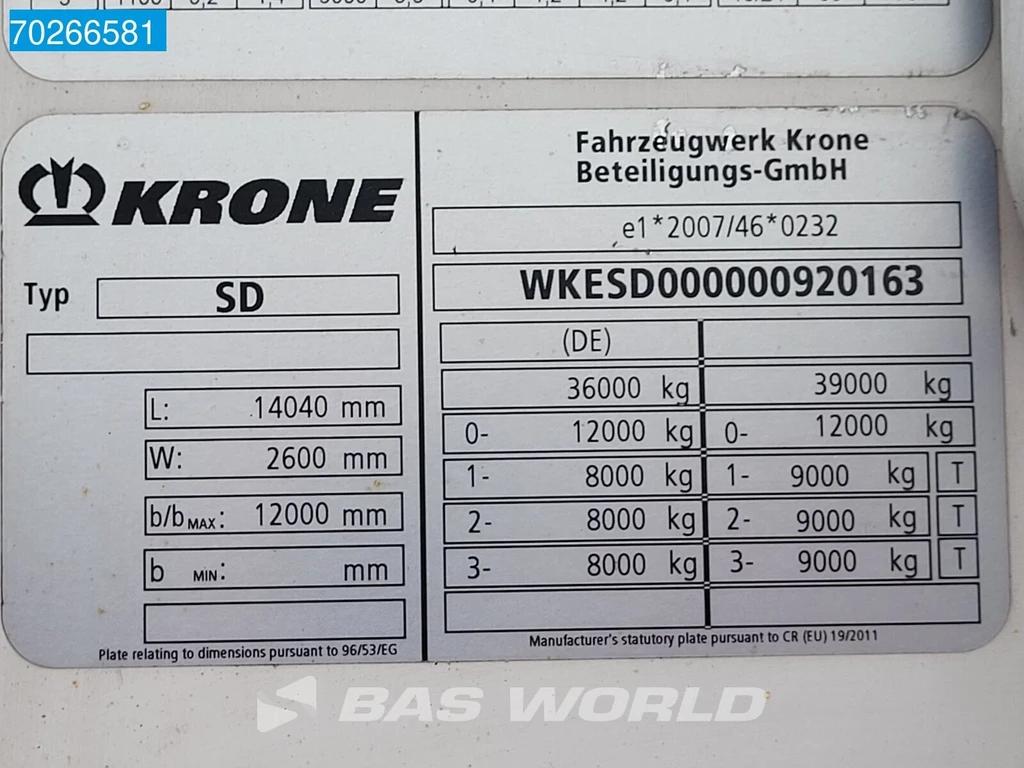 70266581
KRONE
Typ SD
L: 14040 mm
W: 2600 mm
b/bMAX: 12000 mm
b MIN: mm
Plate relating to dimensions pursuant to 96/53/EG
Fahrzeugwerk Krone
Beteiligungs-GmbH
e1*2007/46*0232
WKESD000000920163
(DE)
36000 kg 39000 kg
0- 12000 kg 0- 12000 kg
1- 8000 kg 1- 9000 kg T
2- 8000 kg 2- 9000 kg T
3- 8000 kg 3- 9000 kg T
Manufacturer's statutory plate pursuant to CR (EU) 19/2011
BAS WORLD